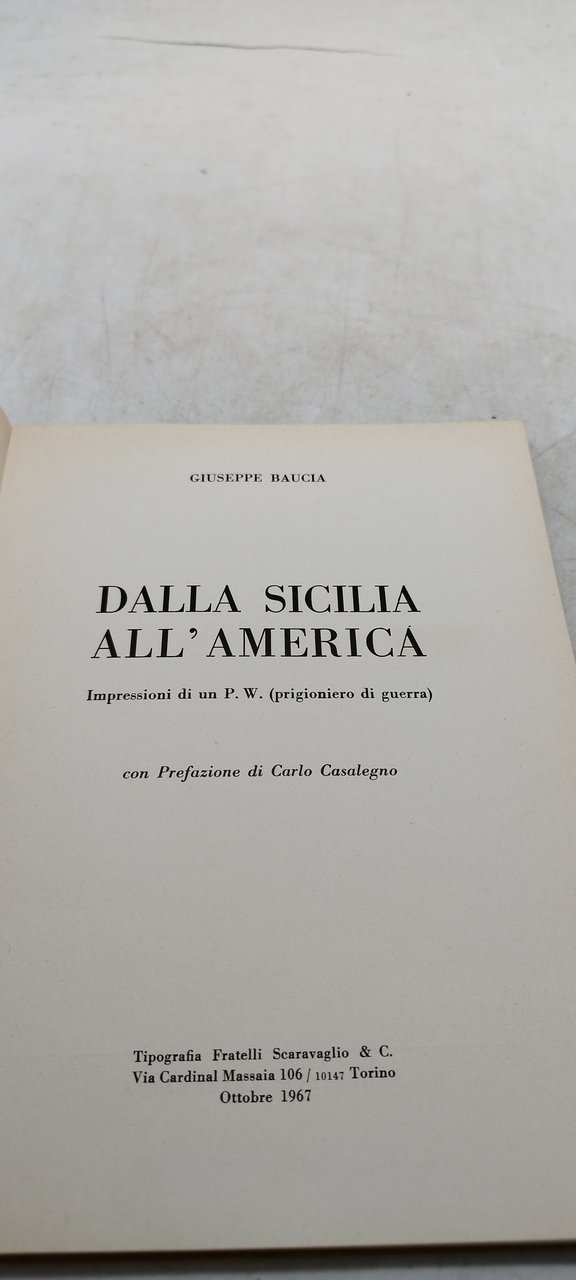 GIUSEPPE BAUCIA
DALLA SICILIA
ALL'AMERICA
Impressioni di un P. W. (prigioniero di guerra)
con Prefazione di Carlo Casalegno
Tipografia Fratelli Scaravaglio & C.
Via Cardinal Massaia 106 / 10147 Torino
Ottobre 1967